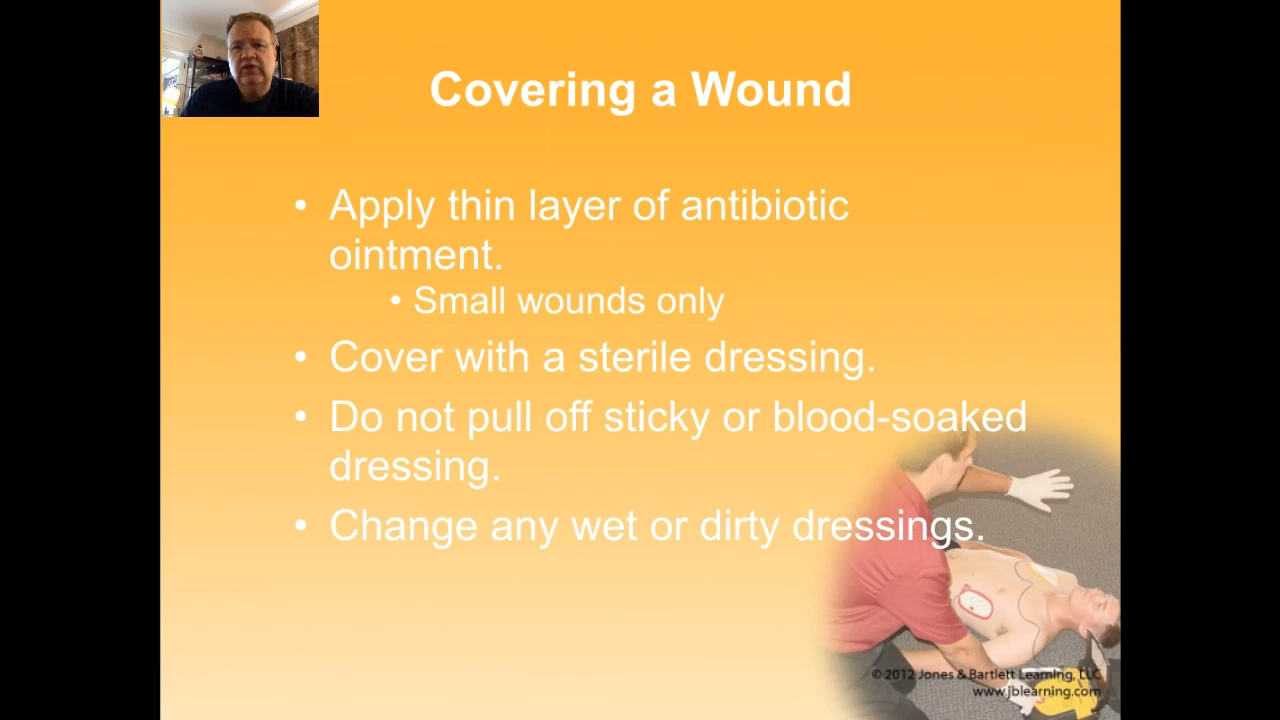 Covering a Wound
• Apply thin layer of antibiotic
ointment.
• Small wounds only
• Cover with a sterile dressing.
• Do not pull off sticky or blood-soaked
dressing.
• Change any wet or dirty dressings.
© 2012 Jones & Bartlett Learning, LLC
www.jblearning.com